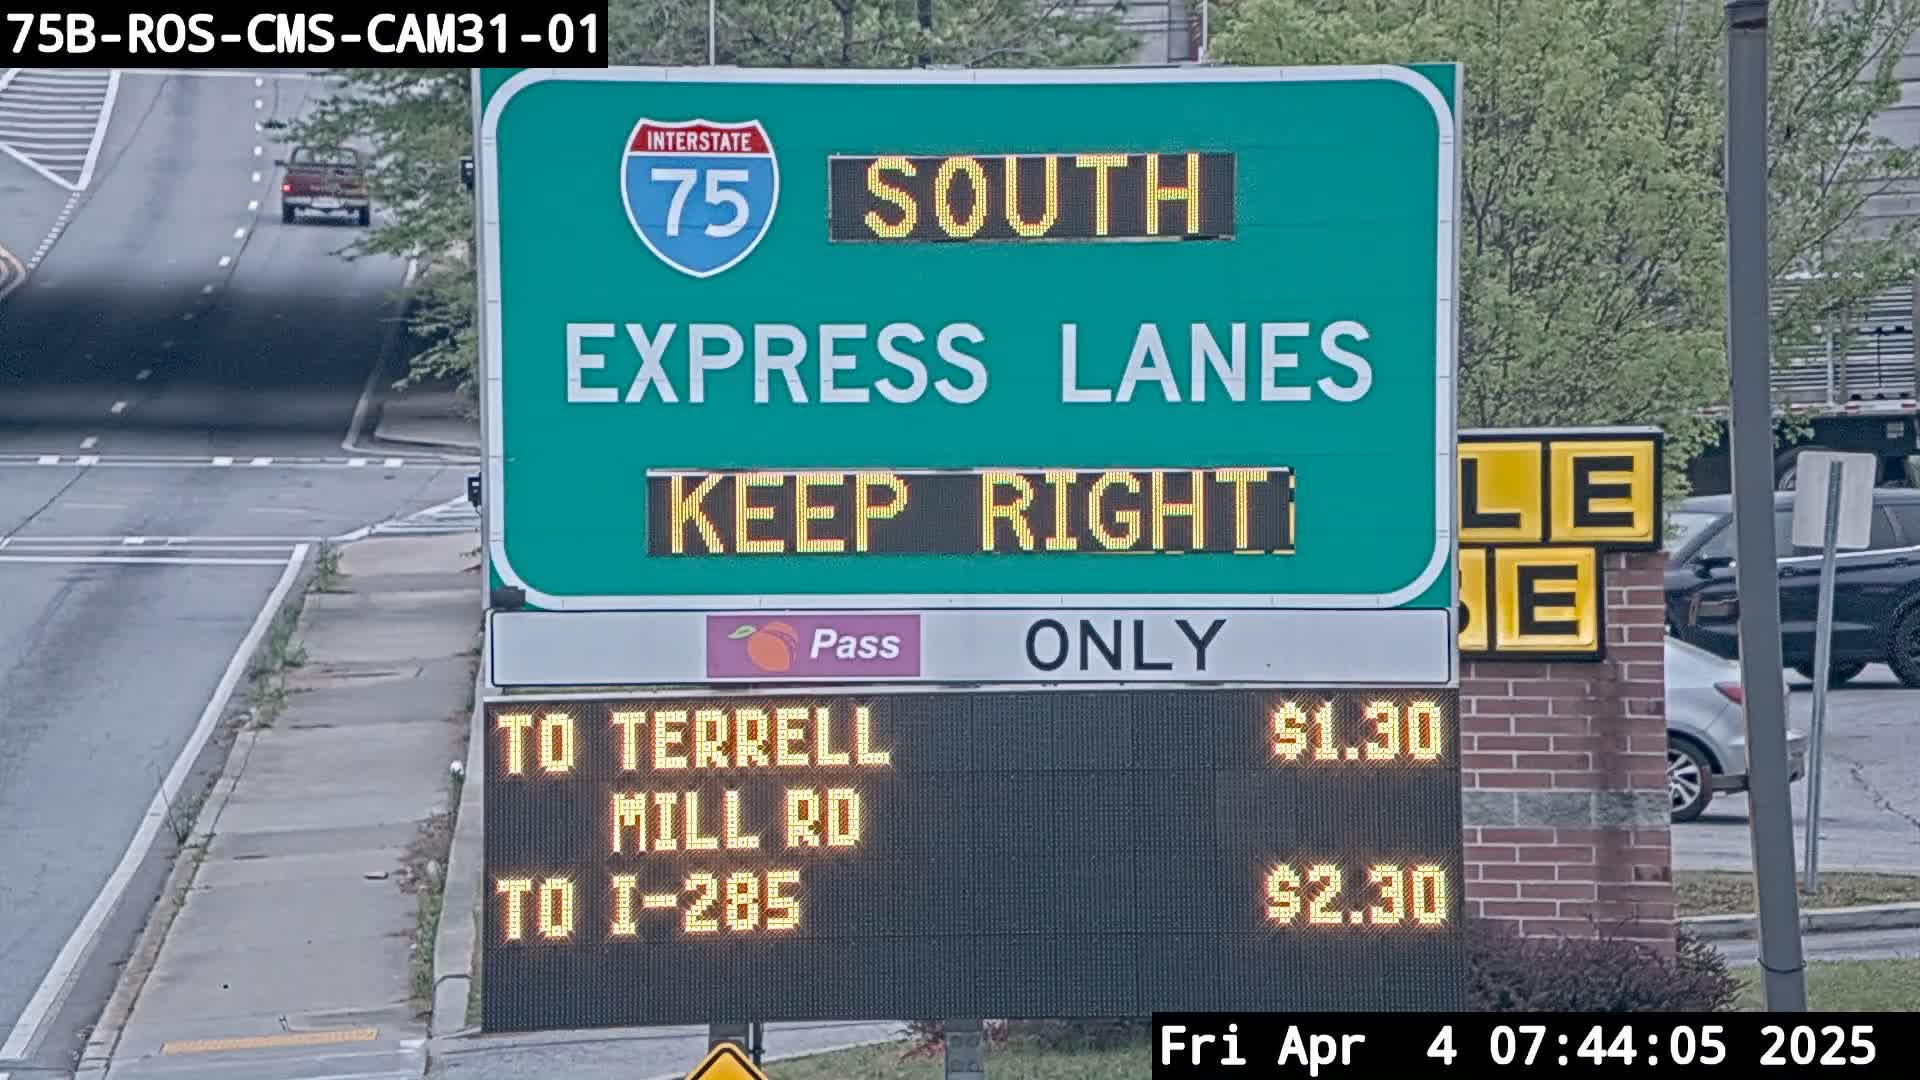 75B-ROS-CMS-CAM31-01
INTERSTATE
75
SOUTH
EXPRESS LANES
KEEP RIGHT
LE
E
Pass ONLY
TO TERRELL $1.30
MILL RD
TO I-285 $2.30
Fri Apr 4 07:44:05 2025